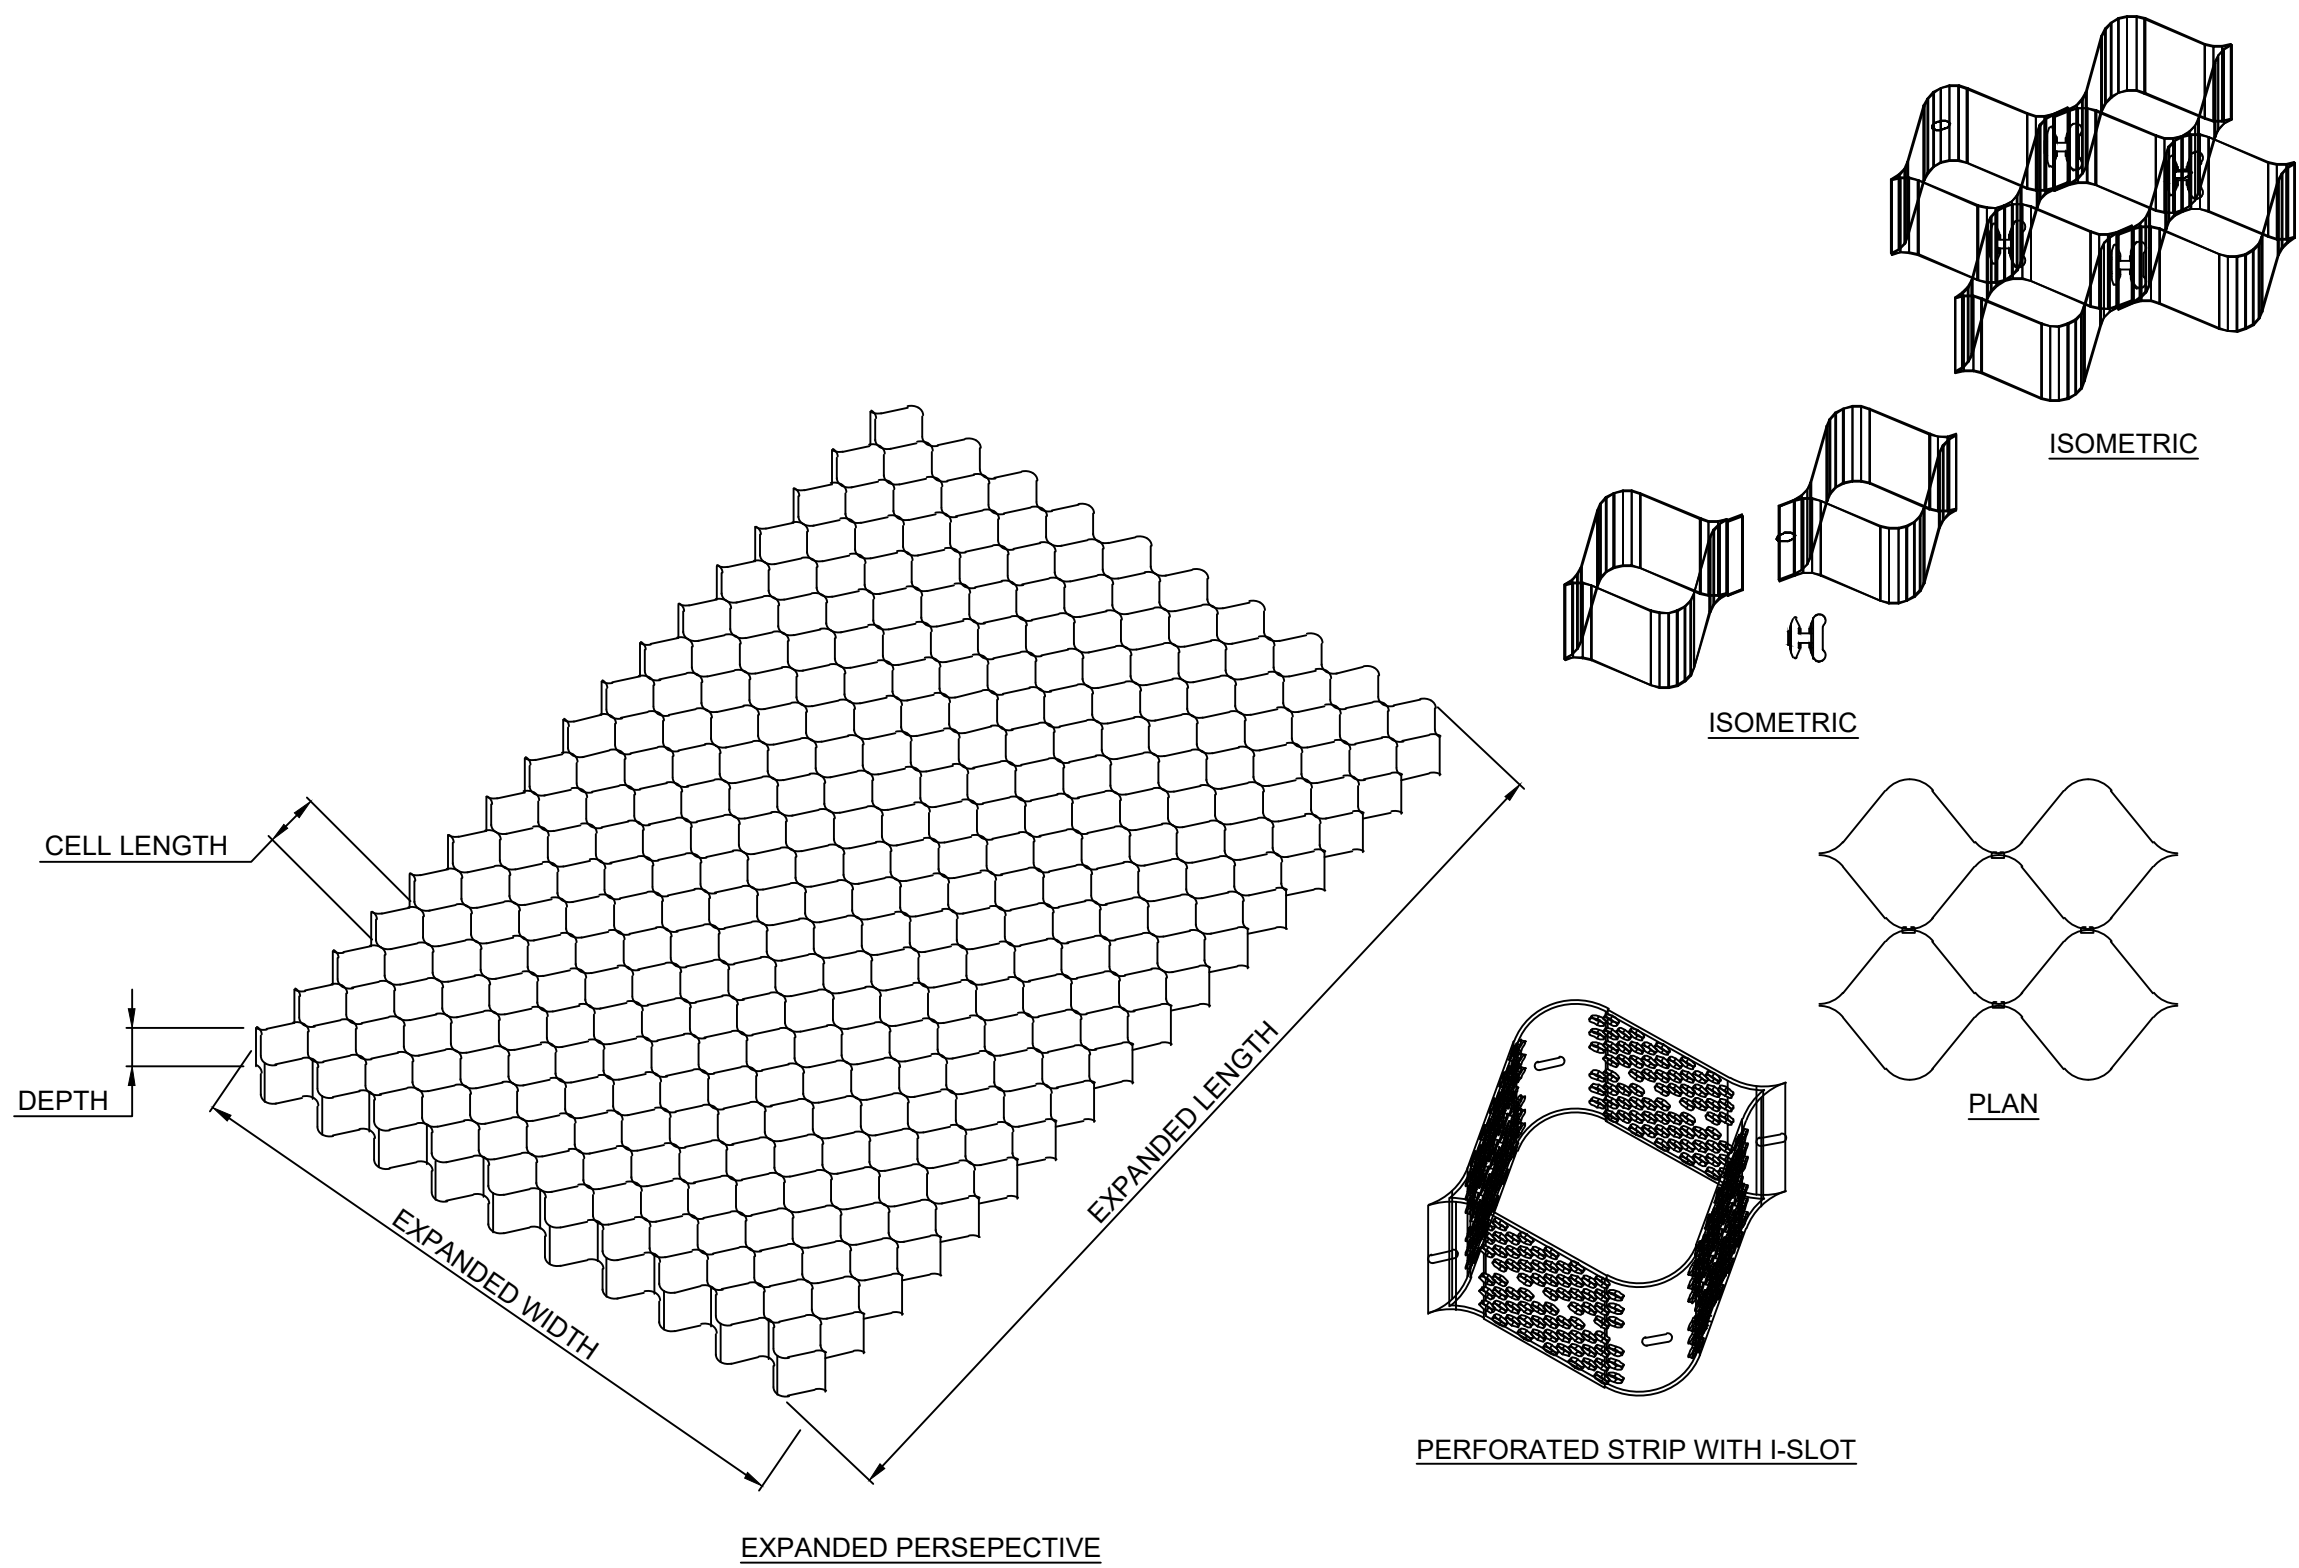 ISOMETRIC
ISOMETRIC
CELL LENGTH
DEPTH
EXPANDED WIDTH
EXPANDED LENGTH
PLAN
PERFORATED STRIP WITH I-SLOT
EXPANDED PERSEPECTIVE